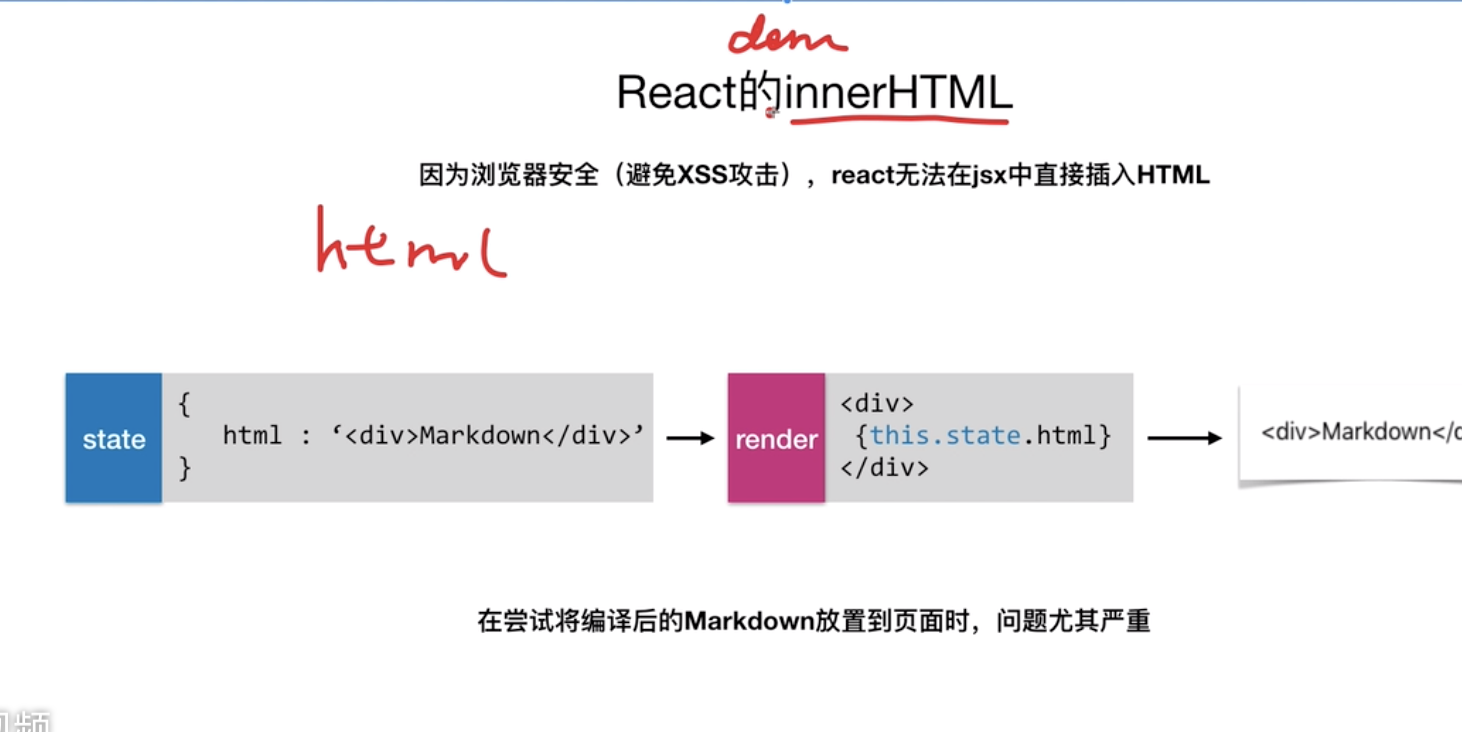 dom
React的innerHTML
因为浏览器安全（避免XSS攻击），react无法在jsx中直接插入HTML
html
state
{
html : ‘<div>Markdown</div>’
}
render
<div>
{this.state.html}
</div>
<div>Markdown</d
在尝试将编译后的Markdown放置到页面时，问题尤其严重